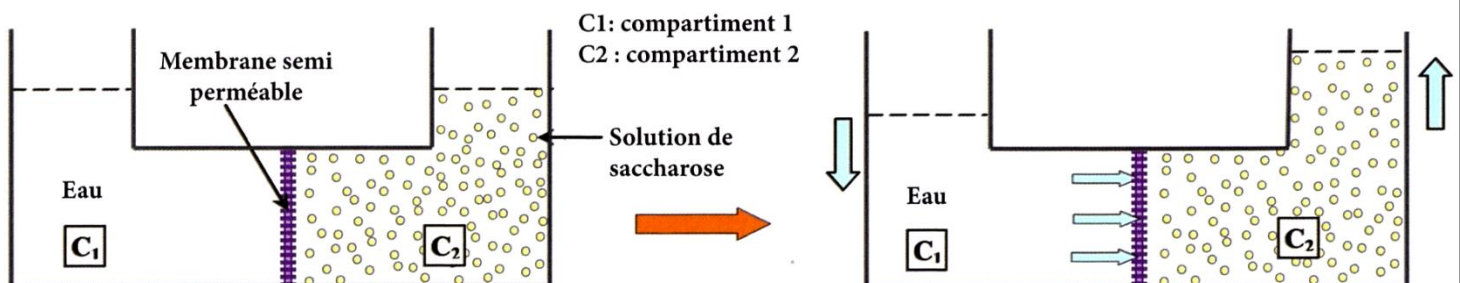 C1: compartiment 1
C2 : compartiment 2
Membrane semi
perméable
Solution de
saccharose
Eau
C1
C2
Eau
C1
C2